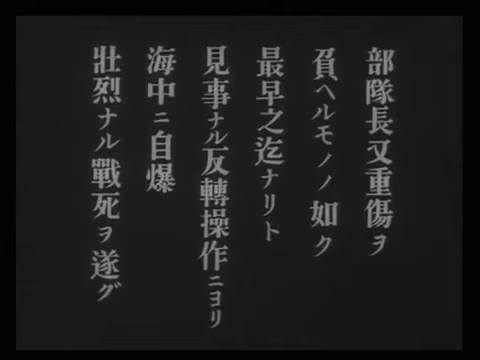 部隊長又重傷ヲ
負ヘルモノノ如ク
最早之迄ナリト
見事ナル反轉操作ニヨリ
海中ニ自爆
壯烈ナル戰死ヲ遂グ